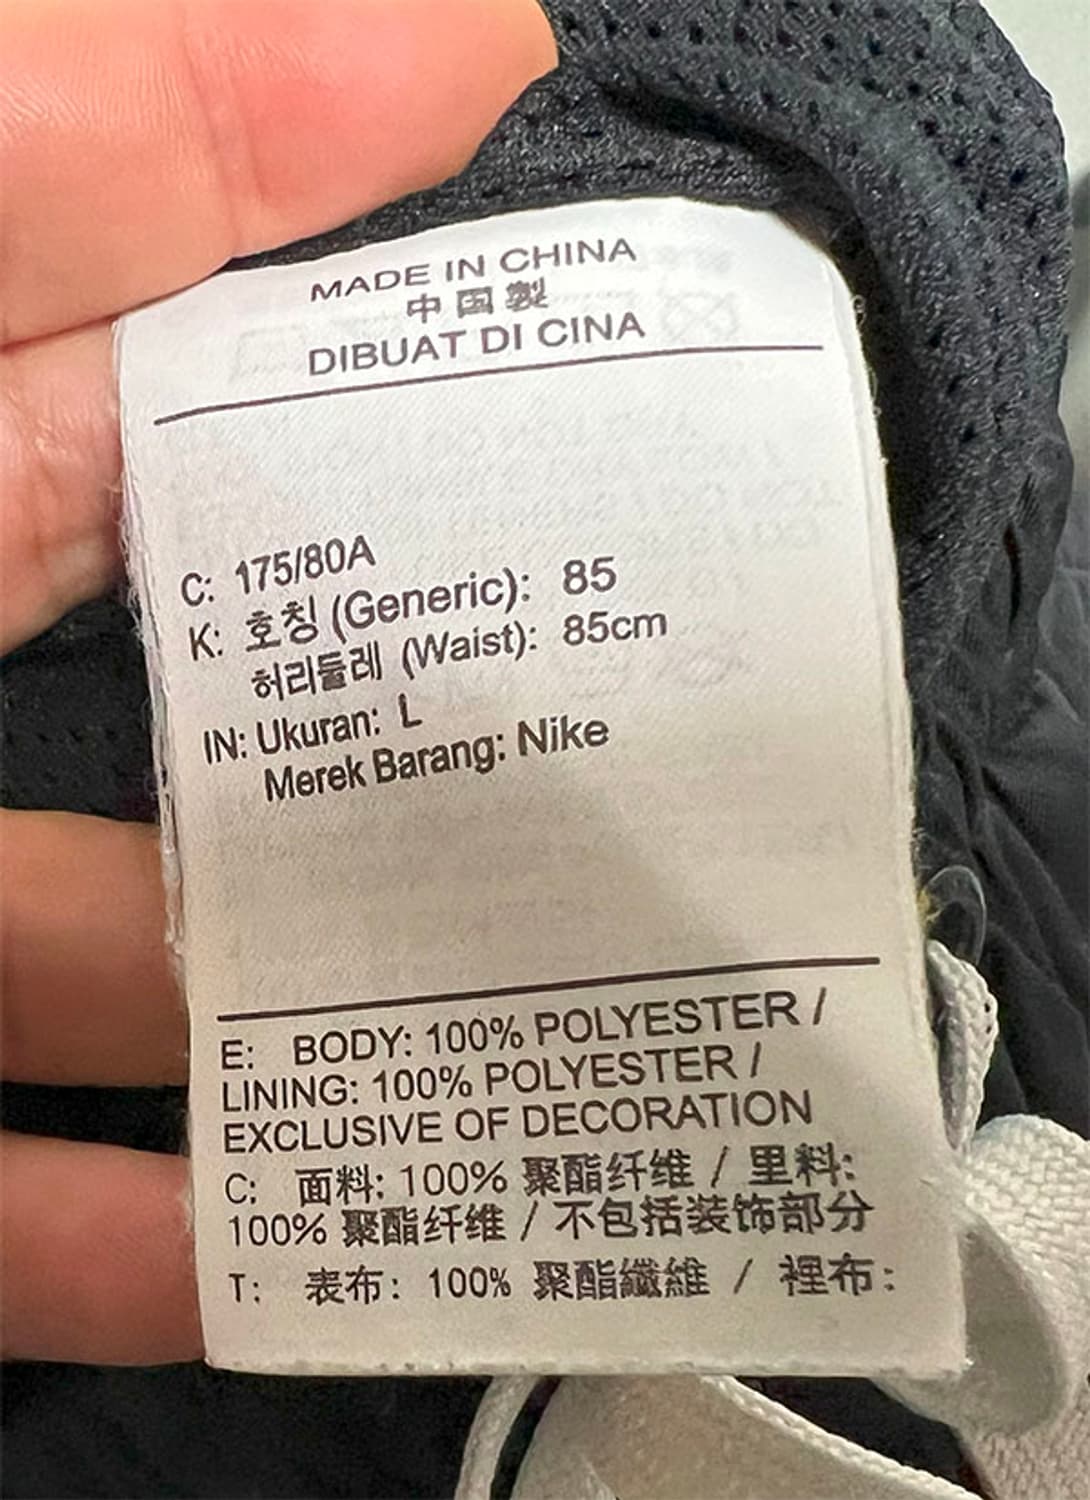 MADE IN CHINA
中国製
DIBUAT DI CINA
C: 175/80A
K: 호칭 (Generic): 85
허리둘레 (Waist): 85cm
IN: Ukuran: L
Merek Barang: Nike
E: BODY: 100% POLYESTER /
LINING: 100% POLYESTER /
EXCLUSIVE OF DECORATION
C: 面料: 100% 聚酯纤维 / 里料:
100% 聚酯纤维 / 不包括装饰部分
T: 表布: 100% 聚酯纖維 / 裡布: